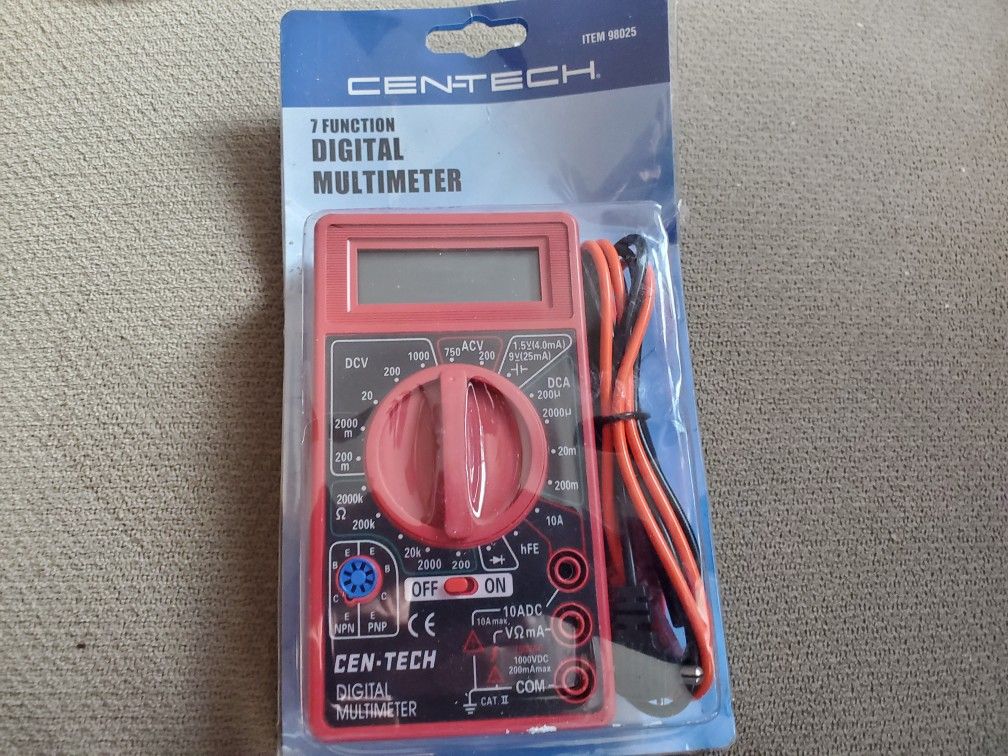 ITEM 98025
CEN-TECH®
7 FUNCTION
DIGITAL
MULTIMETER
DCV
1000
750
ACV
200
1.5V(4.0mA)
9V(25mA)
200
20
2000
m
200
m
DCA
200µ
2000µ
20m
200m
10A
2000k
Ω
200k
20k
2000
200
hFE
OFF
ON
E
E
B
B
C
C
E
E
NPN
PNP
CE
10ADC
10Amax
VΩmA
1000VDC
200mAmax
COM
CAT. II
CEN-TECH
DIGITAL
MULTIMETER